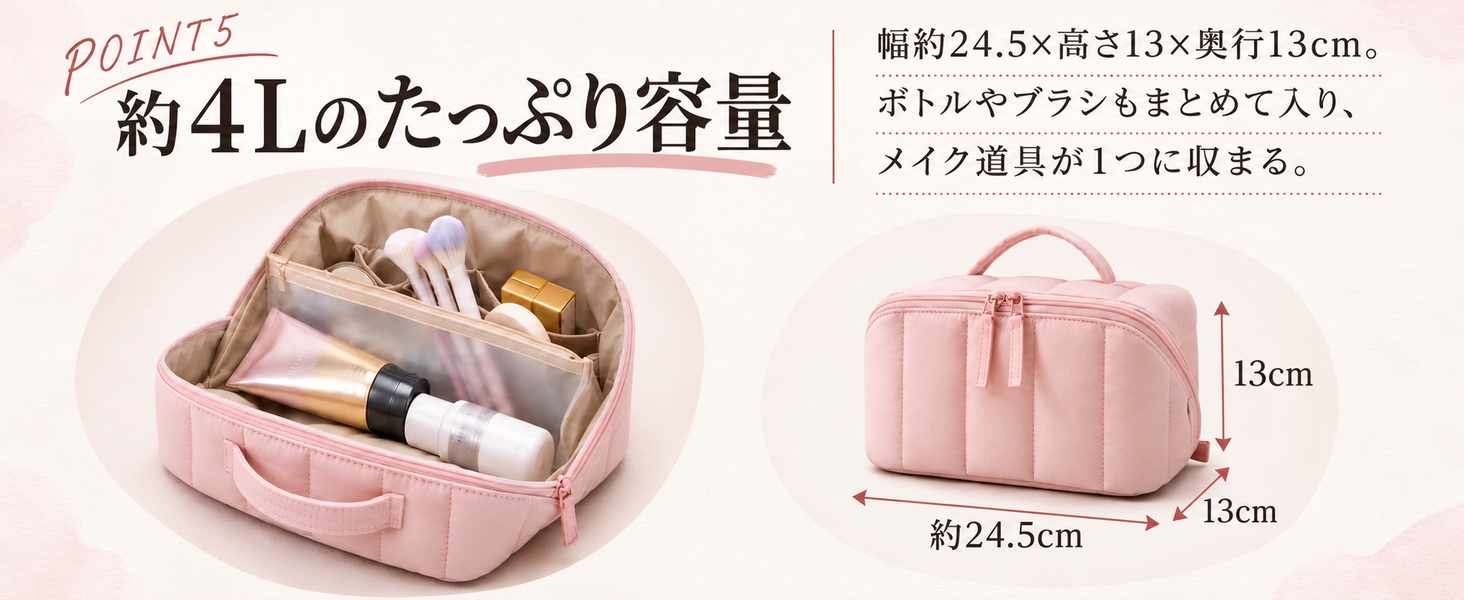 POINT5
約4Lのたっぷり容量
幅約24.5×高さ13×奥行13cm。
ボトルやブラシもまとめて入り、
メイク道具が1つに収まる。
13cm
13cm
約24.5cm